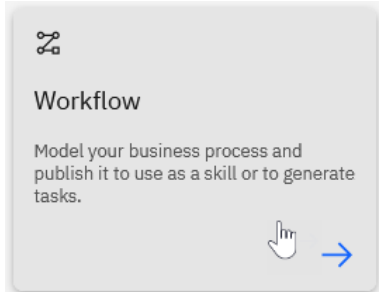 Workflow
Model your business process and
publish it to use as a skill or to generate
tasks.